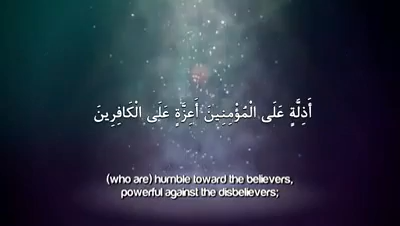 أَذِلَّةٍ عَلَى الْمُؤْمِنِينَ أَعِزَّةٍ عَلَى الْكَافِرِينَ
(who are) humble toward the believers,
powerful against the disbelievers;